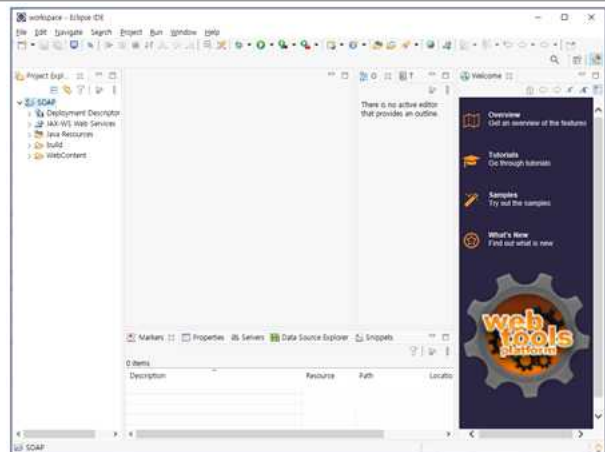 workspace - Eclipse IDE
File Edit Navigate Search Project Run Window Help
Project Expl...
SOAP
Deployment Descriptor
JAX-WS Web Services
Java Resources
build
WebContent
There is no active editor
that provides an outline.
Welcome
Overview
Get an overview of the features
Tutorials
Go through tutorials
Samples
Try out the samples
What's New
Find out what is new
web
tools
platform
Markers Properties Servers Data Source Explorer Snippets
0 items
Description Resource Path Locatio
SOAP